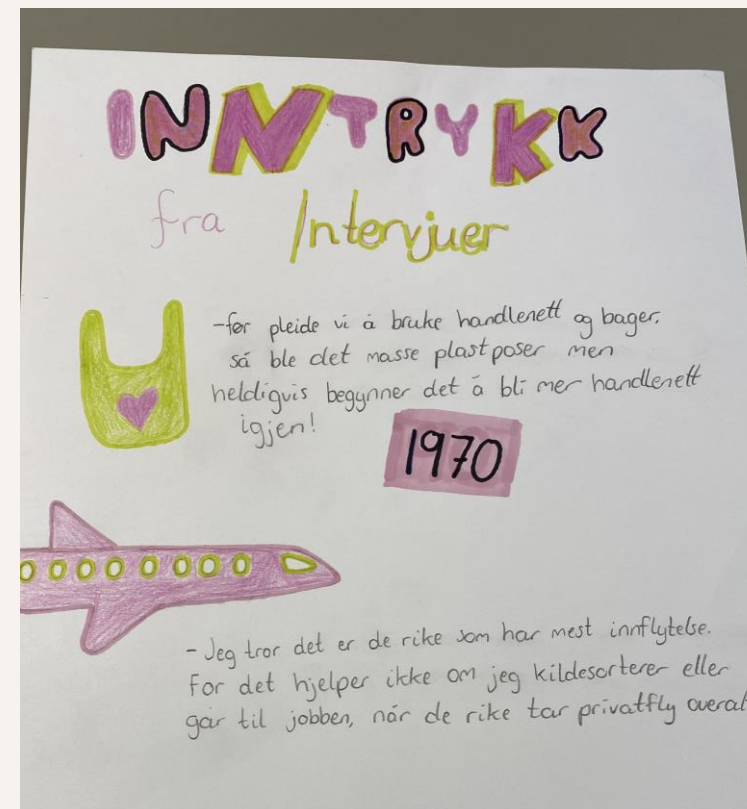 INNTRYKK
fra Intervjuer
-før pleide vi å bruke handlenett og bager.
så ble det masse plastposer men
heldigvis begynner det å bli mer handlenett
igjen!
1970
- Jeg tror det er de rike som har mest innflytelse.
For det hjelper ikke om jeg kildesorterer eller
går til jobben, når de rike tar privatfly overalt